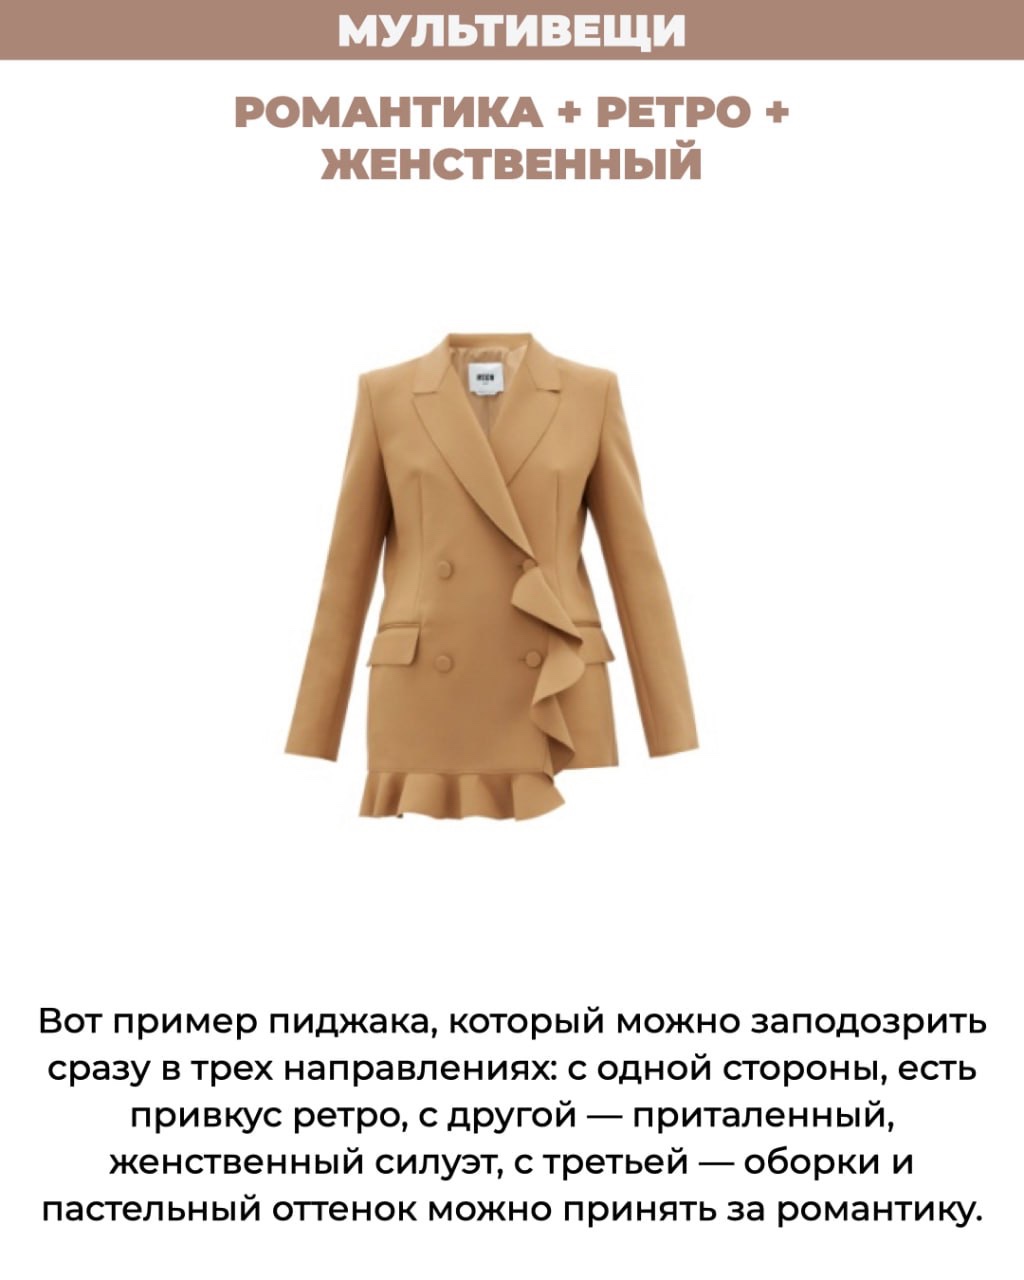 МУЛЬТИВЕЩИ
РОМАНТИКА + РЕТРО +
ЖЕНСТВЕННЫЙ
MSGM
Вот пример пиджака, который можно заподозрить
сразу в трех направлениях: с одной стороны, есть
привкус ретро, с другой — приталенный,
женственный силуэт, с третьей — оборки и
пастельный оттенок можно принять за романтику.